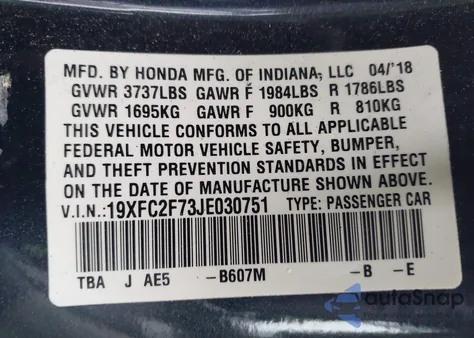 MFD. BY HONDA MFG. OF INDIANA, LLC 04/'18
GVWR 3737LBS GAWR F 1984LBS R 1786LBS
GVWR 1695KG GAWR F 900KG R 810KG
THIS VEHICLE CONFORMS TO ALL APPLICABLE
FEDERAL MOTOR VEHICLE SAFETY, BUMPER,
AND THEFT PREVENTION STANDARDS IN EFFECT
ON THE DATE OF MANUFACTURE SHOWN ABOVE.
V.I.N.:19XFC2F73JE030751 TYPE: PASSENGER CAR
TBA J AE5 -B607M -B -E
autoSnap